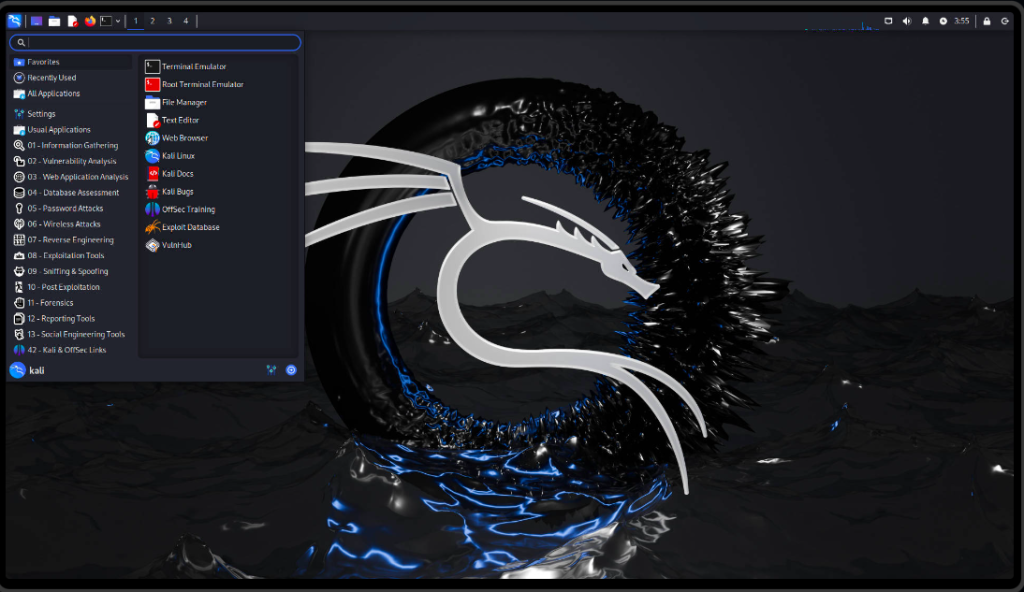 1 2 3 4
3:55
Favorites
Recently Used
All Applications
Settings
Usual Applications
01 - Information Gathering
02 - Vulnerability Analysis
03 - Web Application Analysis
04 - Database Assessment
05 - Password Attacks
06 - Wireless Attacks
07 - Reverse Engineering
08 - Exploitation Tools
09 - Sniffing & Spoofing
10 - Post Exploitation
11 - Forensics
12 - Reporting Tools
13 - Social Engineering Tools
42 - Kali & OffSec Links
Terminal Emulator
Root Terminal Emulator
File Manager
Text Editor
Web Browser
Kali Linux
Kali Docs
Kali Bugs
OffSec Training
Exploit Database
VulnHub
kali